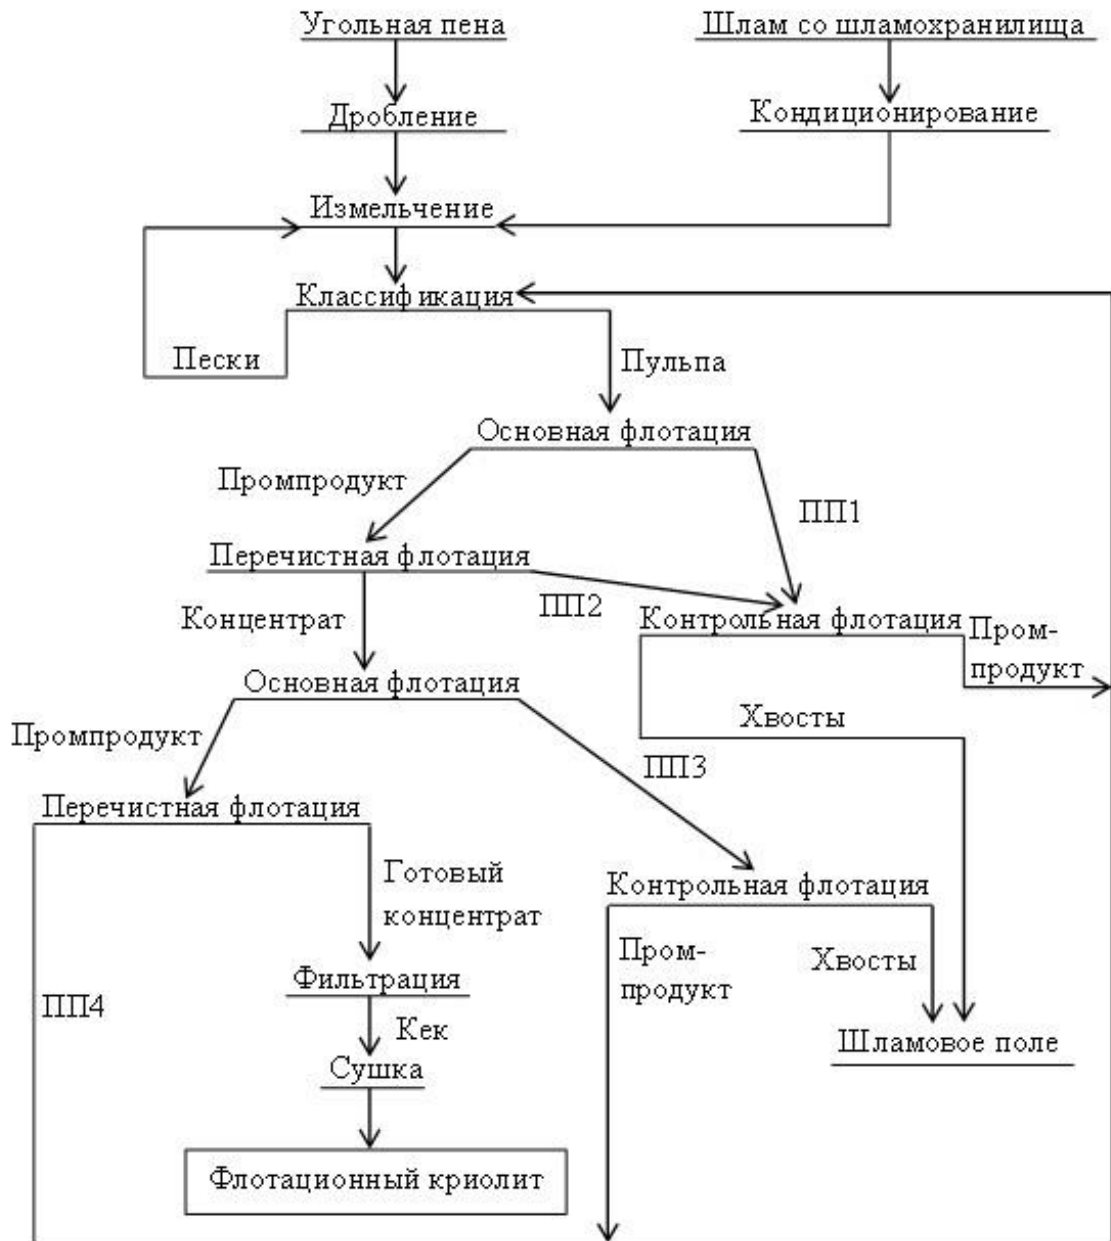 Угольная пена
Шлам со шламохранилища
Дробление
Кондиционирование
Измельчение
Классификация
Пески
Пульпа
Основная флотация
Промпродукт
ПП1
Перечистная флотация
ПП2
Концентрат
Контрольная флотация
Пром-
продукт
Основная флотация
Хвосты
Промпродукт
ПП3
Перечистная флотация
Готовый
концентрат
Контрольная флотация
Пром-
продукт
Хвосты
Фильтрация
ПП4
Кек
Шламовое поле
Сушка
Флотационный криолит